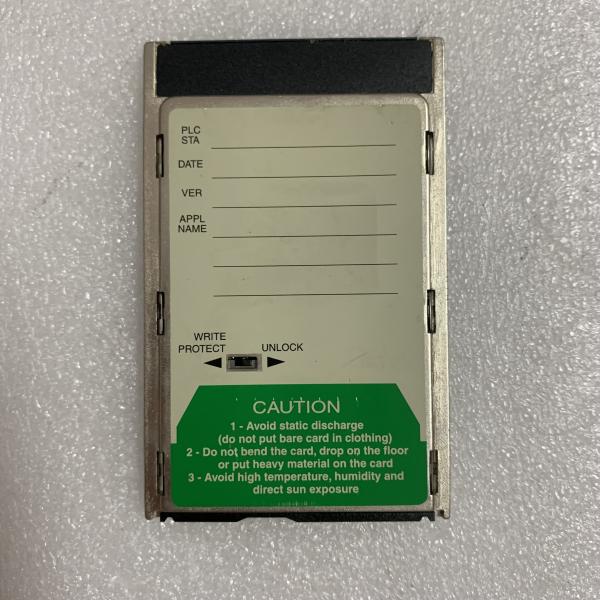 PLC
STA
DATE
VER
APPL
NAME
WRITE
PROTECT
UNLOCK
CAUTION
1 - Avoid static discharge
(do not put bare card in clothing)
2 - Do not bend the card, drop on the floor
or put heavy material on the card
3 - Avoid high temperature, humidity and
direct sun exposure